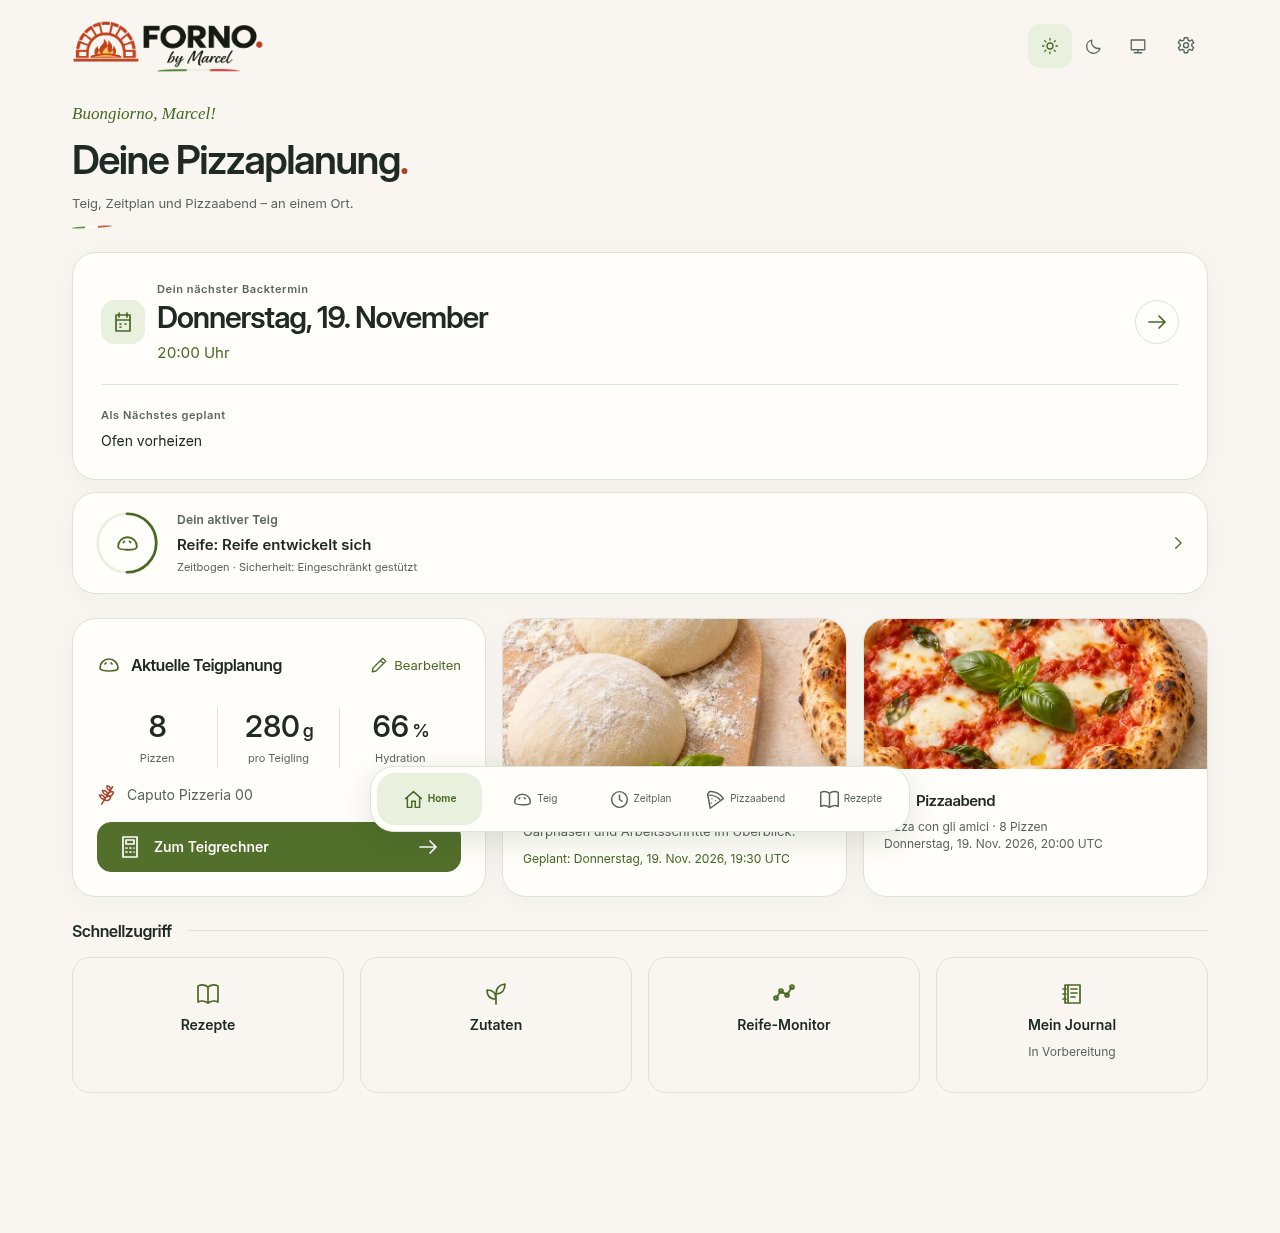 FORNO.
by Marcel
Buongiorno, Marcel!
Deine Pizzaplanung.
Teig, Zeitplan und Pizzaabend – an einem Ort.
Dein nächster Backtermin
Donnerstag, 19. November
20:00 Uhr
Als Nächstes geplant
Ofen vorheizen
Dein aktiver Teig
Reife: Reife entwickelt sich
Zeitbogen · Sicherheit: Eingeschränkt gestützt
Aktuelle Teigplanung
Bearbeiten
8
Pizzen
280 g
pro Teigling
66 %
Hydration
Caputo Pizzeria 00
Zum Teigrechner
Garphasen und Arbeitsschritte im Überblick.
Geplant: Donnerstag, 19. Nov. 2026, 19:30 UTC
Pizzaabend
con gli amici · 8 Pizzen
Donnerstag, 19. Nov. 2026, 20:00 UTC
Home
Teig
Zeitplan
Pizzaabend
Rezepte
Schnellzugriff
Rezepte
Zutaten
Reife-Monitor
Mein Journal
In Vorbereitung